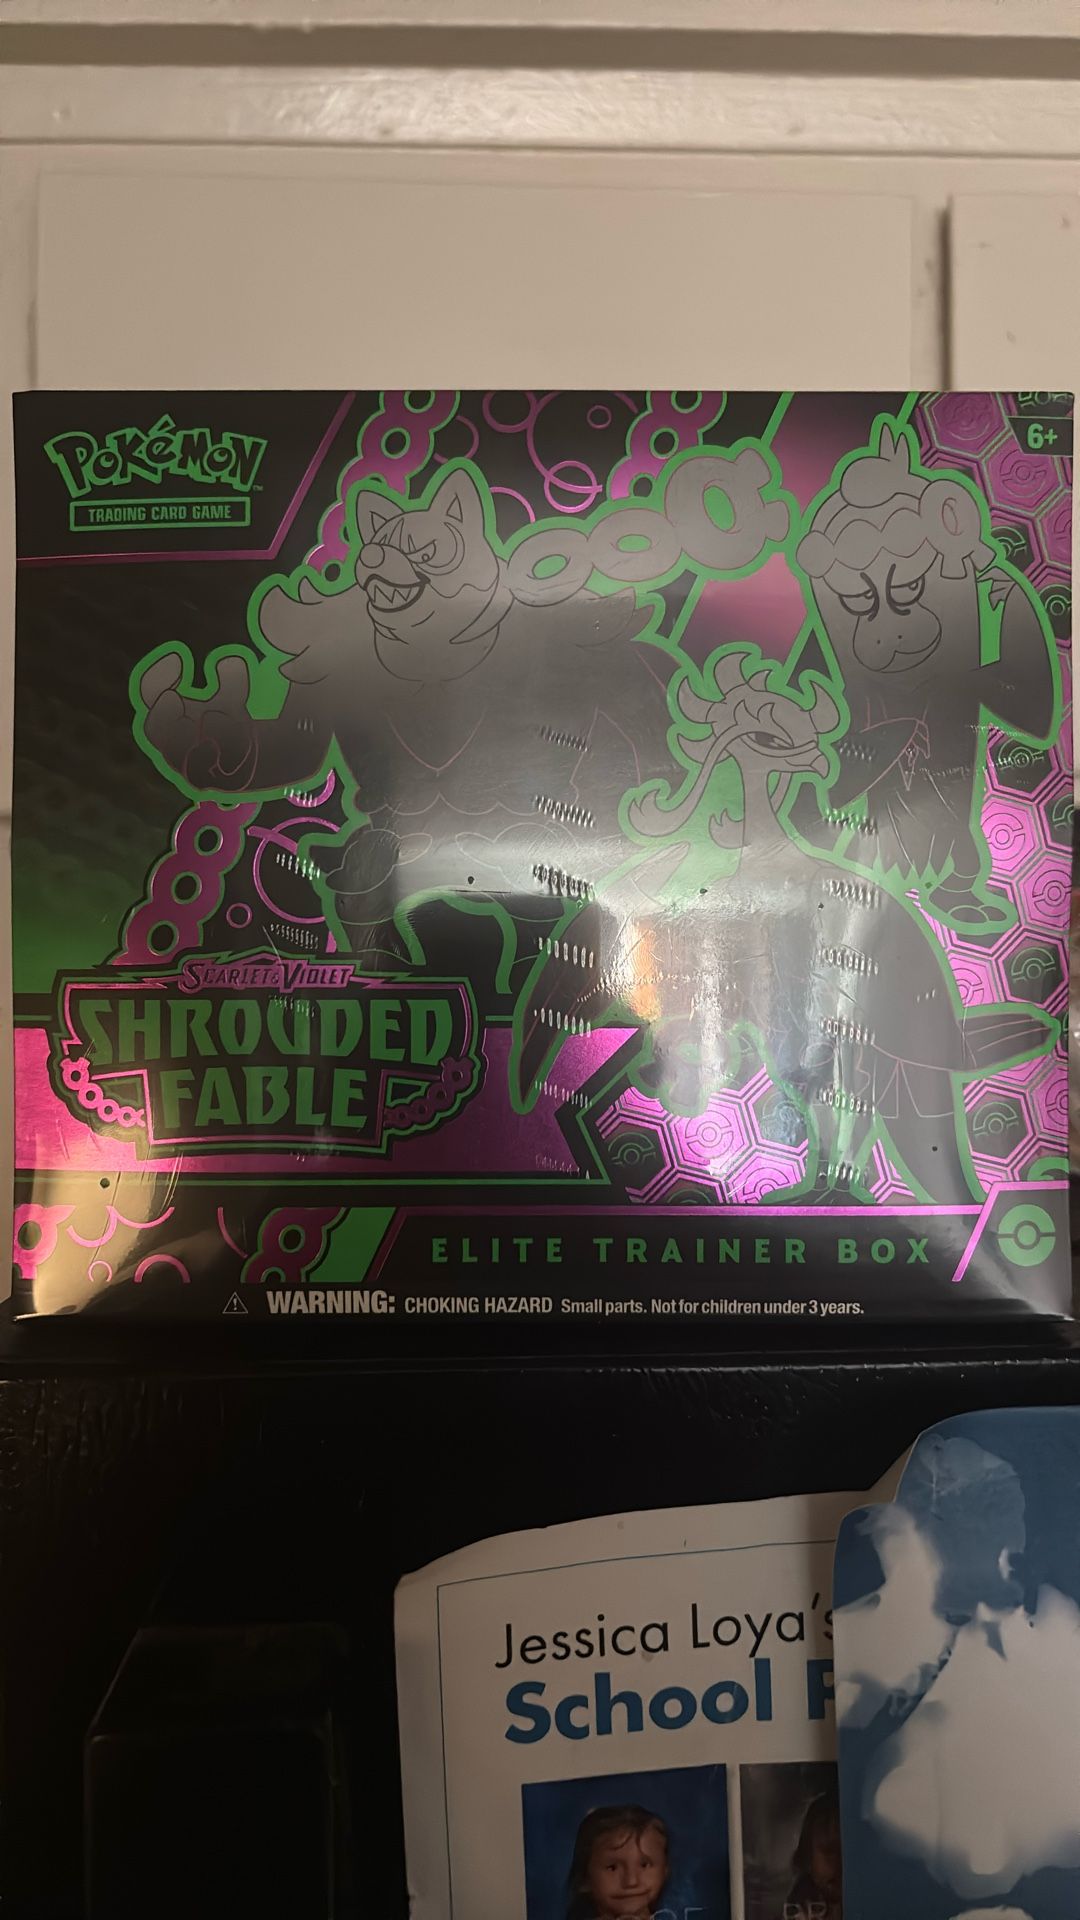 POKéMON
TRADING CARD GAME
6+
SCARLET & VIOLET
SHROUDED
FABLE
ELITE TRAINER BOX
WARNING: CHOKING HAZARD Small parts. Not for children under 3 years.
Jessica Loya's
School